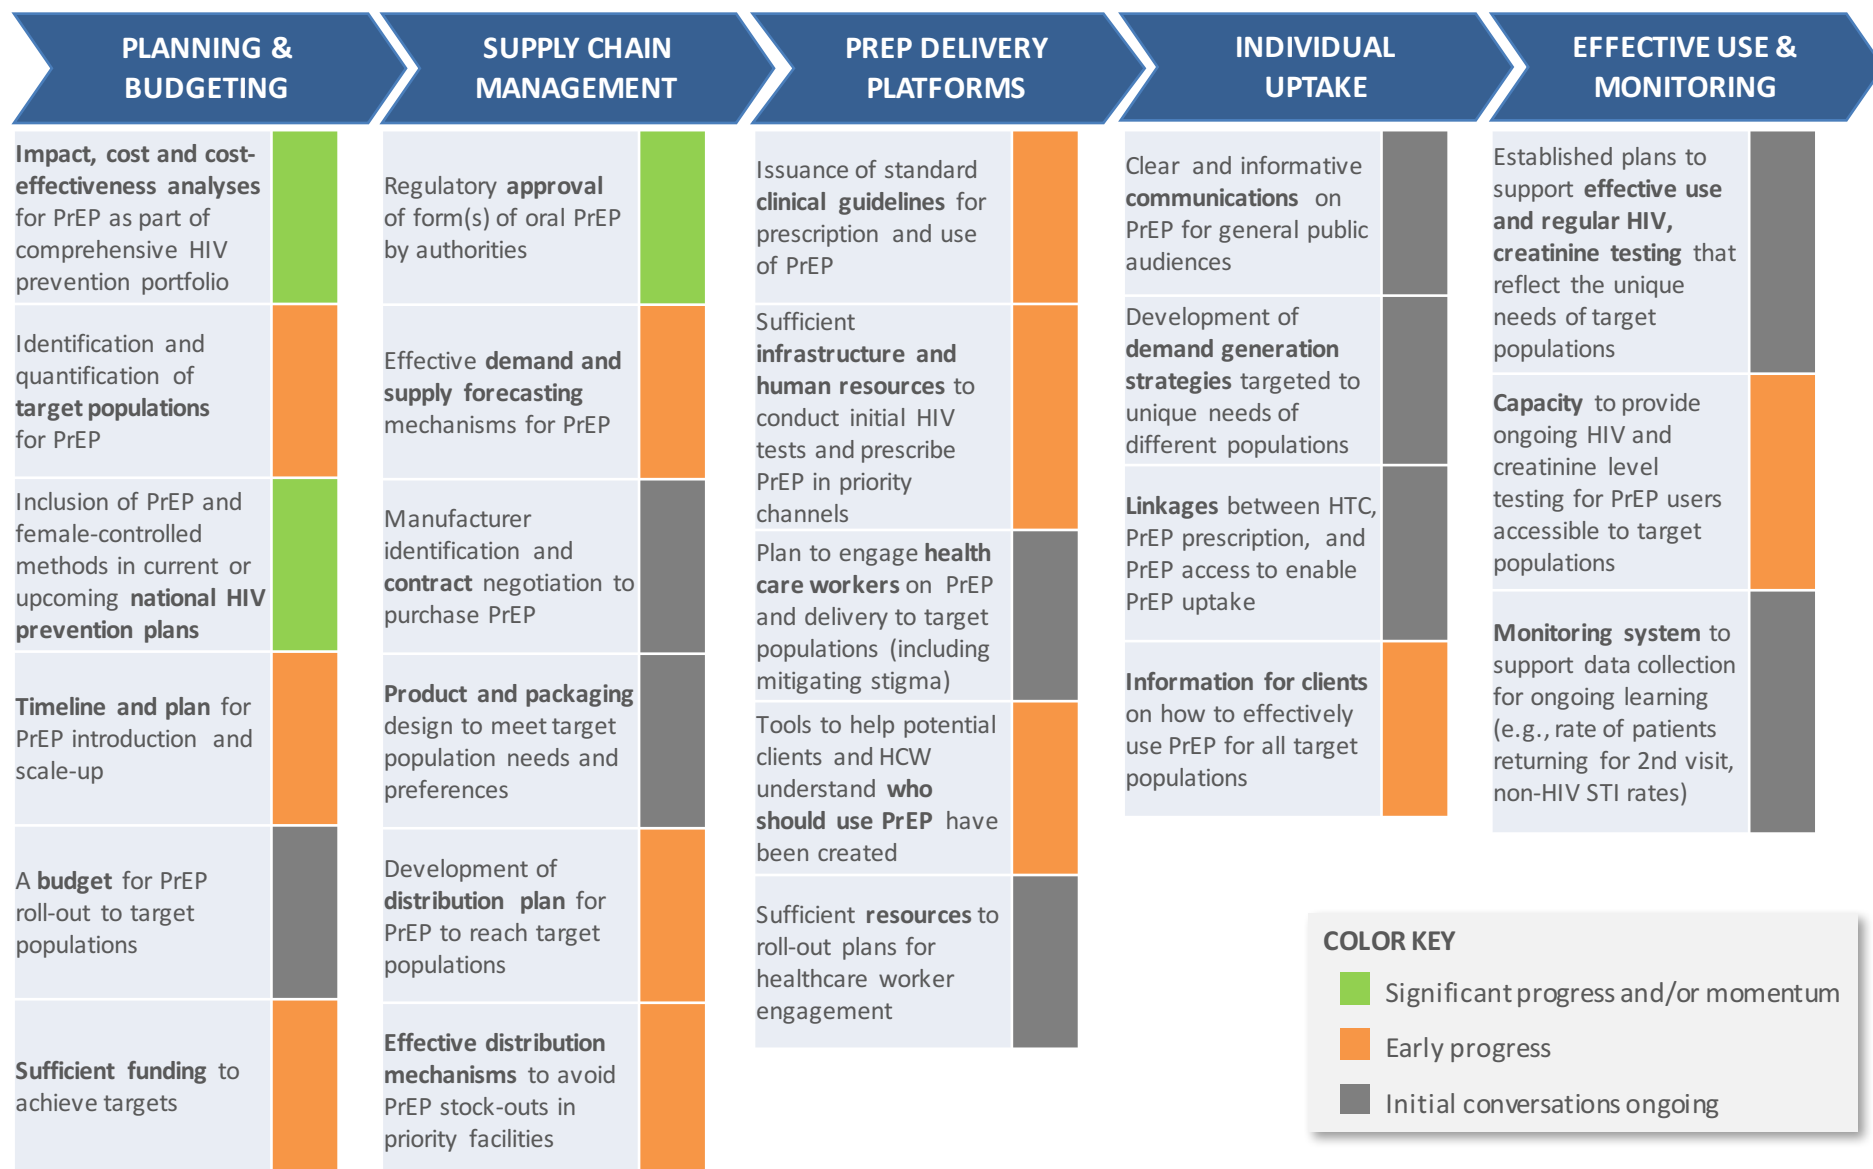 PLANNING &
BUDGETING
SUPPLY CHAIN
MANAGEMENT
PREP DELIVERY
PLATFORMS
INDIVIDUAL
UPTAKE
EFFECTIVE USE &
MONITORING
Impact, cost and cost-
effectiveness analyses
for PrEP as part of
comprehensive HIV
prevention portfolio
Identification and
quantification of
target populations
for PrEP
Inclusion of PrEP and
female-controlled
methods in current or
upcoming national HIV
prevention plans
Timeline and plan for
PrEP introduction and
scale-up
A budget for PrEP
roll-out to target
populations
Sufficient funding to
achieve targets
Regulatory approval
of form(s) of oral PrEP
by authorities
Effective demand and
supply forecasting
mechanisms for PrEP
Manufacturer
identification and
contract negotiation to
purchase PrEP
Product and packaging
design to meet target
population needs and
preferences
Development of
distribution plan for
PrEP to reach target
populations
Effective distribution
mechanisms to avoid
PrEP stock-outs in
priority facilities
Issuance of standard
clinical guidelines for
prescription and use
of PrEP
Sufficient
infrastructure and
human resources to
conduct initial HIV
tests and prescribe
PrEP in priority
channels
Plan to engage health
care workers on PrEP
and delivery to target
populations (including
mitigating stigma)
Tools to help potential
clients and HCW
understand who
should use PrEP have
been created
Sufficient resources to
roll-out plans for
healthcare worker
engagement
Clear and informative
communications on
PrEP for general public
audiences
Development of
demand generation
strategies targeted to
unique needs of
different populations
Linkages between HTC,
PrEP prescription, and
PrEP access to enable
PrEP uptake
Information for clients
on how to effectively
use PrEP for all target
populations
Established plans to
support effective use
and regular HIV,
creatinine testing that
reflect the unique
needs of target
populations
Capacity to provide
ongoing HIV and
creatinine level
testing for PrEP users
accessible to target
populations
Monitoring system to
support data collection
for ongoing learning
(e.g., rate of patients
returning for 2nd visit,
non-HIV STI rates)
COLOR KEY
Significant progress and/or momentum
Early progress
Initial conversations ongoing